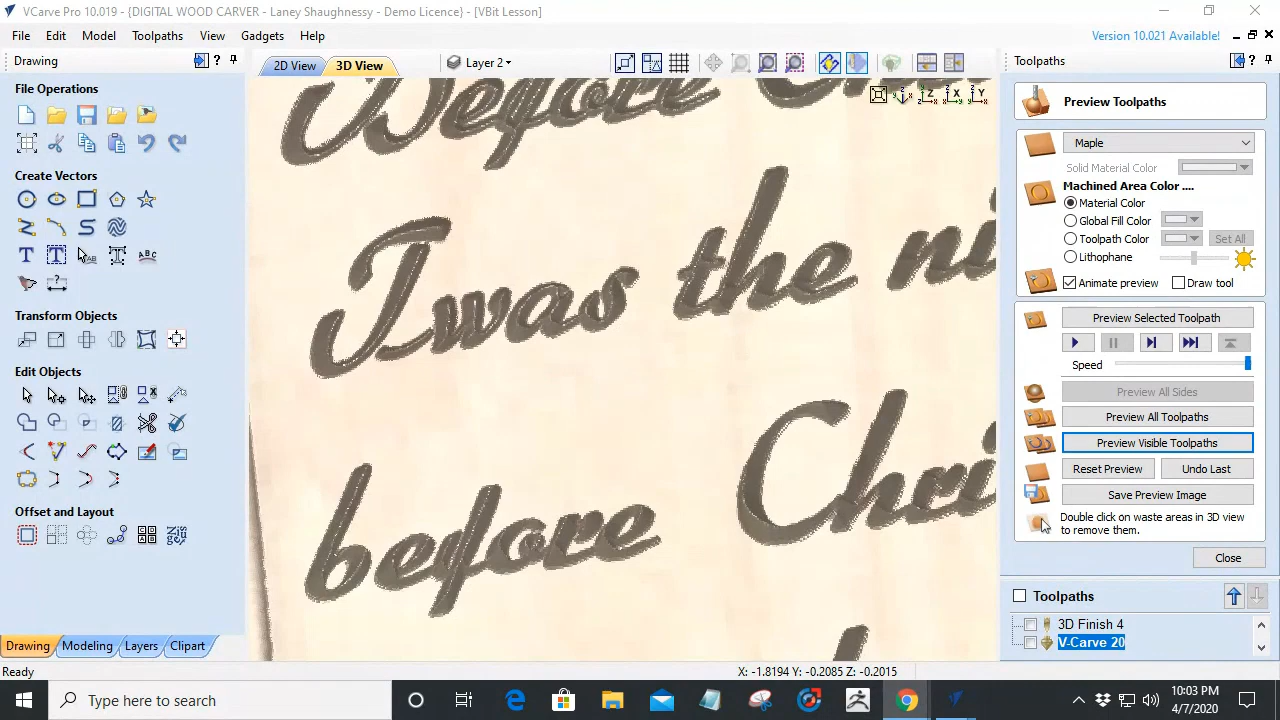 VCarve Pro 10.019 - {DIGITAL WOOD CARVER - Laney Shaughnessy - Demo Licence} - [VBit Lesson]
File Edit Model Toolpaths View Gadgets Help Version 10.021 Available!
Drawing
2D View 3D View Layer 2
Toolpaths
File Operations
Create Vectors
Transform Objects
Edit Objects
Offset and Layout
Drawing Modeling Layers Clipart
Z X Y
before
Twas the ni
before Chri
Preview Toolpaths
Maple
Solid Material Color
Machined Area Color ....
Material Color
Global Fill Color
Toolpath Color Set All
Lithophane
Animate preview Draw tool
Preview Selected Toolpath
Speed
Preview All Sides
Preview All Toolpaths
Preview Visible Toolpaths
Reset Preview Undo Last
Save Preview Image
Double click on waste areas in 3D view
to remove them.
Close
Toolpaths
3D Finish 4
V-Carve 20
Ready X: -1.8194 Y: -0.2085 Z: -0.2015
Type here to search
10:03 PM
4/7/2020